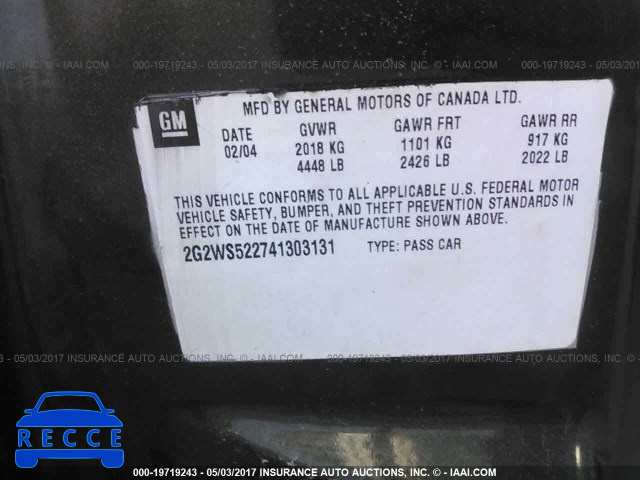 000-19719243 - 05/03/2017 INSURANCE AUTO AUCTIONS, CORP. - © IAAI.COM
GM
MFD BY GENERAL MOTORS OF CANADA LTD.
DATE GVWR GAWR FRT GAWR RR
02/04 2018 KG 1101 KG 917 KG
4448 LB 2426 LB 2022 LB
THIS VEHICLE CONFORMS TO ALL APPLICABLE U.S. FEDERAL MOTOR
VEHICLE SAFETY, BUMPER, AND THEFT PREVENTION STANDARDS IN
EFFECT ON THE DATE OF MANUFACTURE SHOWN ABOVE.
2G2WS522741303131 TYPE: PASS CAR
000-19719243 - 05/03/2017 INSURANCE AUTO AUCTIONS, CORP. - © IAAI.COM
RECCE
000-19719243 - 05/03/2017 INSURANCE AUTO AUCTIONS, CORP. - © IAAI.COM